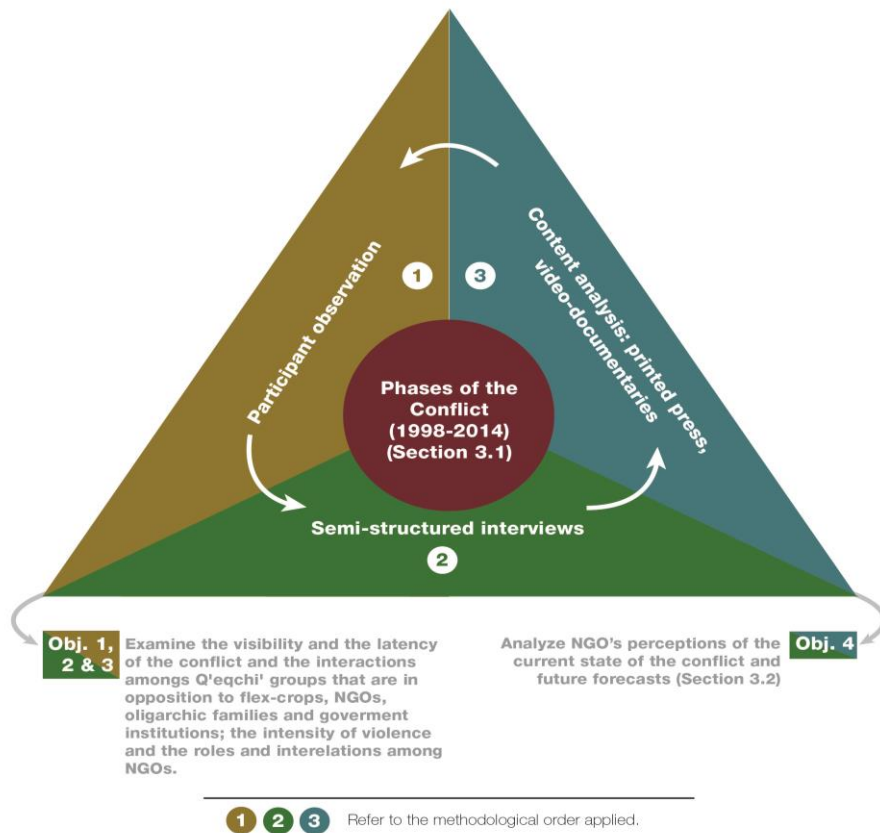 Participant observation
1
3
Content analysis: printed press,
video-documentaries
Phases of the
Conflict
(1998-2014)
(Section 3.1)
Semi-structured interviews
2
Obj. 1,
2 & 3
Examine the visibility and the latency
of the conflict and the interactions
amongs Q'eqchi' groups that are in
opposition to flex-crops, NGOs,
oligarchic families and goverment
institutions; the intensity of violence
and the roles and interelations among
NGOs.
Analyze NGO's perceptions of the
current state of the conflict and
future forecasts (Section 3.2)
Obj. 4
1 2 3 Refer to the methodological order applied.